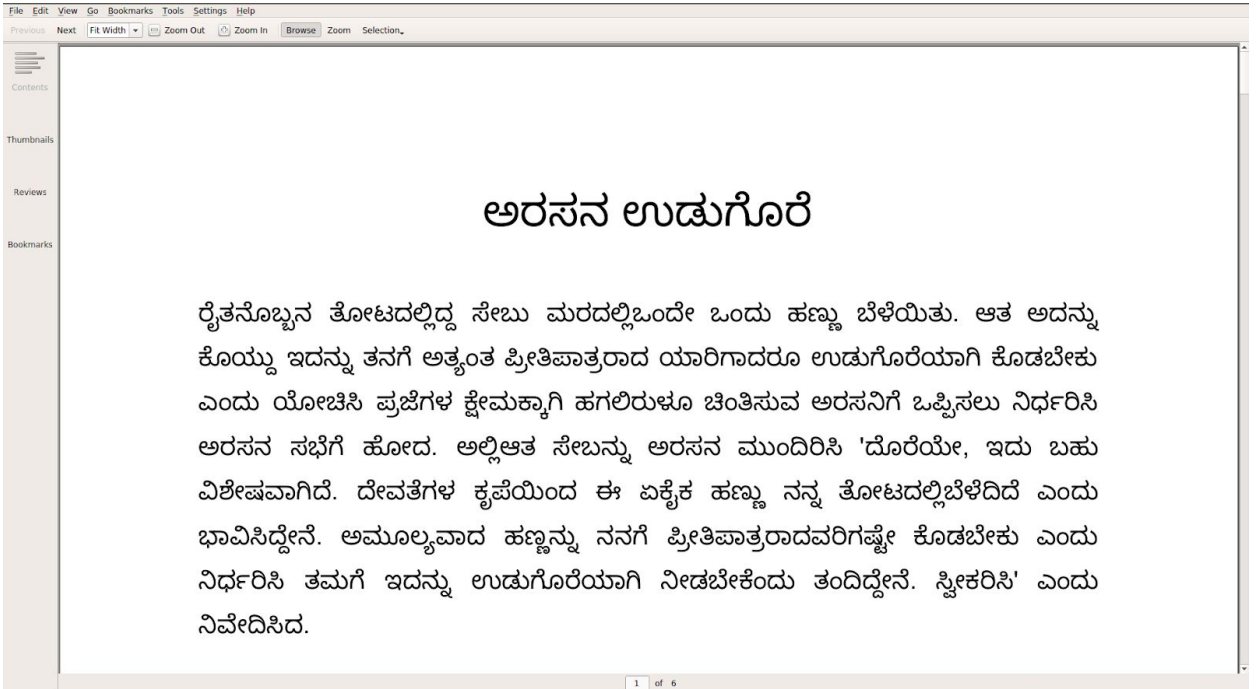 File Edit View Go Bookmarks Tools Settings Help
Previous Next Fit Width Zoom Out Zoom In Browse Zoom Selection
Contents
Thumbnails
Reviews
Bookmarks
ಅರಸನ ಉಡುಗೊರೆ
ರೈತನೊಬ್ಬನ ತೋಟದಲ್ಲಿದ್ದ ಸೇಬು ಮರದಲ್ಲಿಒಂದೇ ಒಂದು ಹಣ್ಣು ಬೆಳೆಯಿತು. ಆತ ಅದನ್ನು
ಕೊಯ್ದು ಇದನ್ನು ತನಗೆ ಅತ್ಯಂತ ಪ್ರೀತಿಪಾತ್ರರಾದ ಯಾರಿಗಾದರೂ ಉಡುಗೊರೆಯಾಗಿ ಕೊಡಬೇಕು
ಎಂದು ಯೋಚಿಸಿ ಪ್ರಜೆಗಳ ಕ್ಷೇಮಕ್ಕಾಗಿ ಹಗಲಿರುಳೂ ಚಿಂತಿಸುವ ಅರಸನಿಗೆ ಒಪ್ಪಿಸಲು ನಿರ್ಧರಿಸಿ
ಅರಸನ ಸಭೆಗೆ ಹೋದ. ಅಲ್ಲಿಆತ ಸೇಬನ್ನು ಅರಸನ ಮುಂದಿರಿಸಿ 'ದೊರೆಯೇ, ಇದು ಬಹು
ವಿಶೇಷವಾಗಿದೆ. ದೇವತೆಗಳ ಕೃಪೆಯಿಂದ ಈ ಏಕೈಕ ಹಣ್ಣು ನನ್ನ ತೋಟದಲ್ಲಿಬೆಳೆದಿದೆ ಎಂದು
ಭಾವಿಸಿದ್ದೇನೆ. ಅಮೂಲ್ಯವಾದ ಹಣ್ಣನ್ನು ನನಗೆ ಪ್ರೀತಿಪಾತ್ರರಾದವರಿಗಷ್ಟೇ ಕೊಡಬೇಕು ಎಂದು
ನಿರ್ಧರಿಸಿ ತಮಗೆ ಇದನ್ನು ಉಡುಗೊರೆಯಾಗಿ ನೀಡಬೇಕೆಂದು ತಂದಿದ್ದೇನೆ. ಸ್ವೀಕರಿಸಿ' ಎಂದು
ನಿವೇದಿಸಿದ.
1 of 6